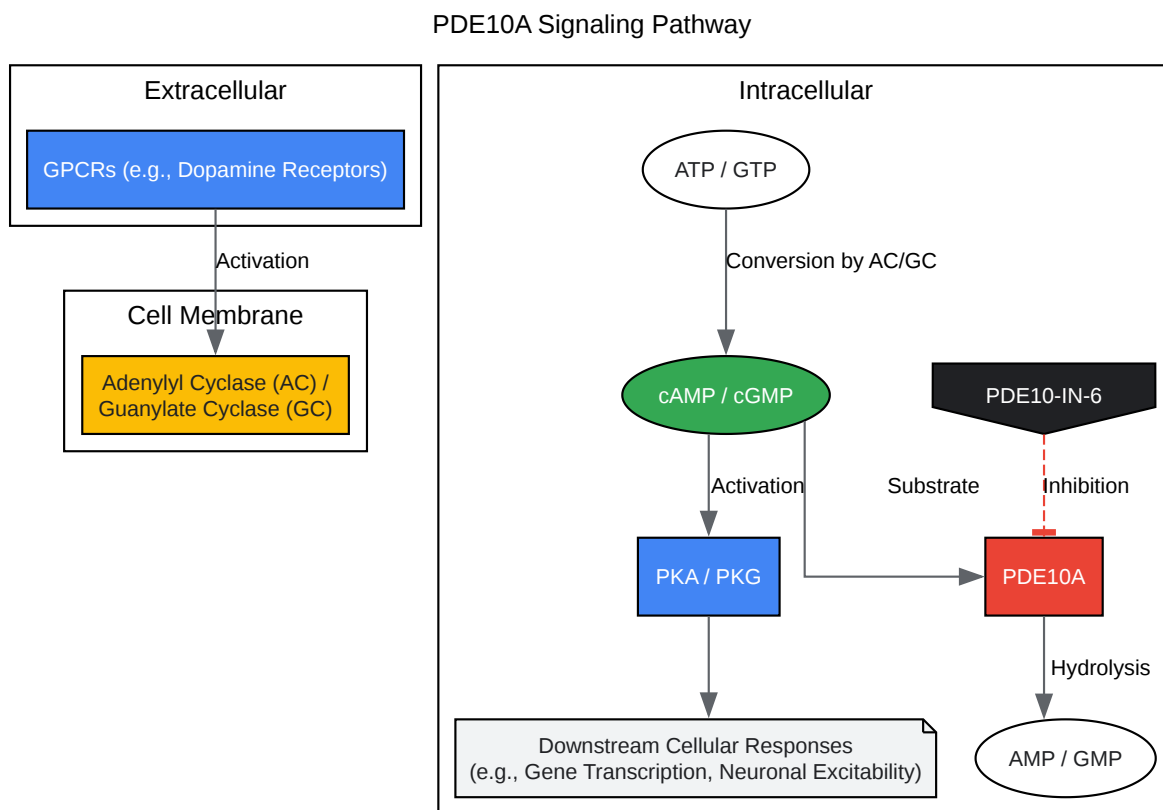 PDE10A Signaling Pathway
Extracellular
GPCRs (e.g., Dopamine Receptors)
Activation
Cell Membrane
Adenylyl Cyclase (AC) /
Guanylate Cyclase (GC)
Intracellular
ATP / GTP
Conversion by AC/GC
cAMP / cGMP
PDE10-IN-6
Activation
Substrate
Inhibition
PKA / PKG
PDE10A
Hydrolysis
Downstream Cellular Responses
(e.g., Gene Transcription, Neuronal Excitability)
AMP / GMP